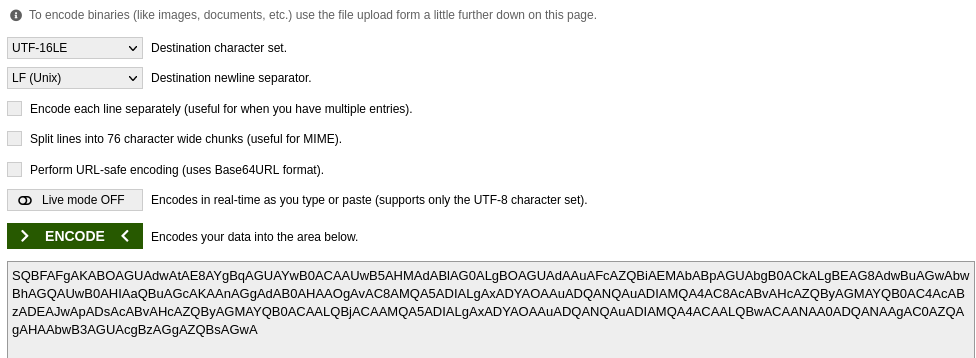 To encode binaries (like images, documents, etc.) use the file upload form a little further down on this page.
UTF-16LE Destination character set.
LF (Unix) Destination newline separator.
Encode each line separately (useful for when you have multiple entries).
Split lines into 76 character wide chunks (useful for MIME).
Perform URL-safe encoding (uses Base64URL format).
Live mode OFF Encodes in real-time as you type or paste (supports only the UTF-8 character set).
ENCODE Encodes your data into the area below.
SQBFAFgAKABOAGUAdwAtAE8AYgBqAGUAYwB0ACAAUwB5AHMAdABlAG0ALgBOAGUAdAAuAFcAZQBiAEMAbABpAGUAbgB0ACkALgBEAG8AdwBuAGwAbw
BhAGQAUwB0AHIAaQBuAGcAKAAnAGgAdAB0AHAAOgAvAC8AMQA5ADIALgAxADYAOAAuADQANQAuADIAMQA4AC8AcABvAHcAZQByAGMAYQB0AC4AcAB
zADEAJwApADsAcABvAHcAZQByAGMAYQB0ACAALQBjACAAMQA5ADIALgAxADYAOAAuADQANQAuADIAMQA4ACAALQBwACAANAA0ADQANAAgAC0AZQA
gAHAAbwB3AGUAcgBzAGgAZQBsAGwA